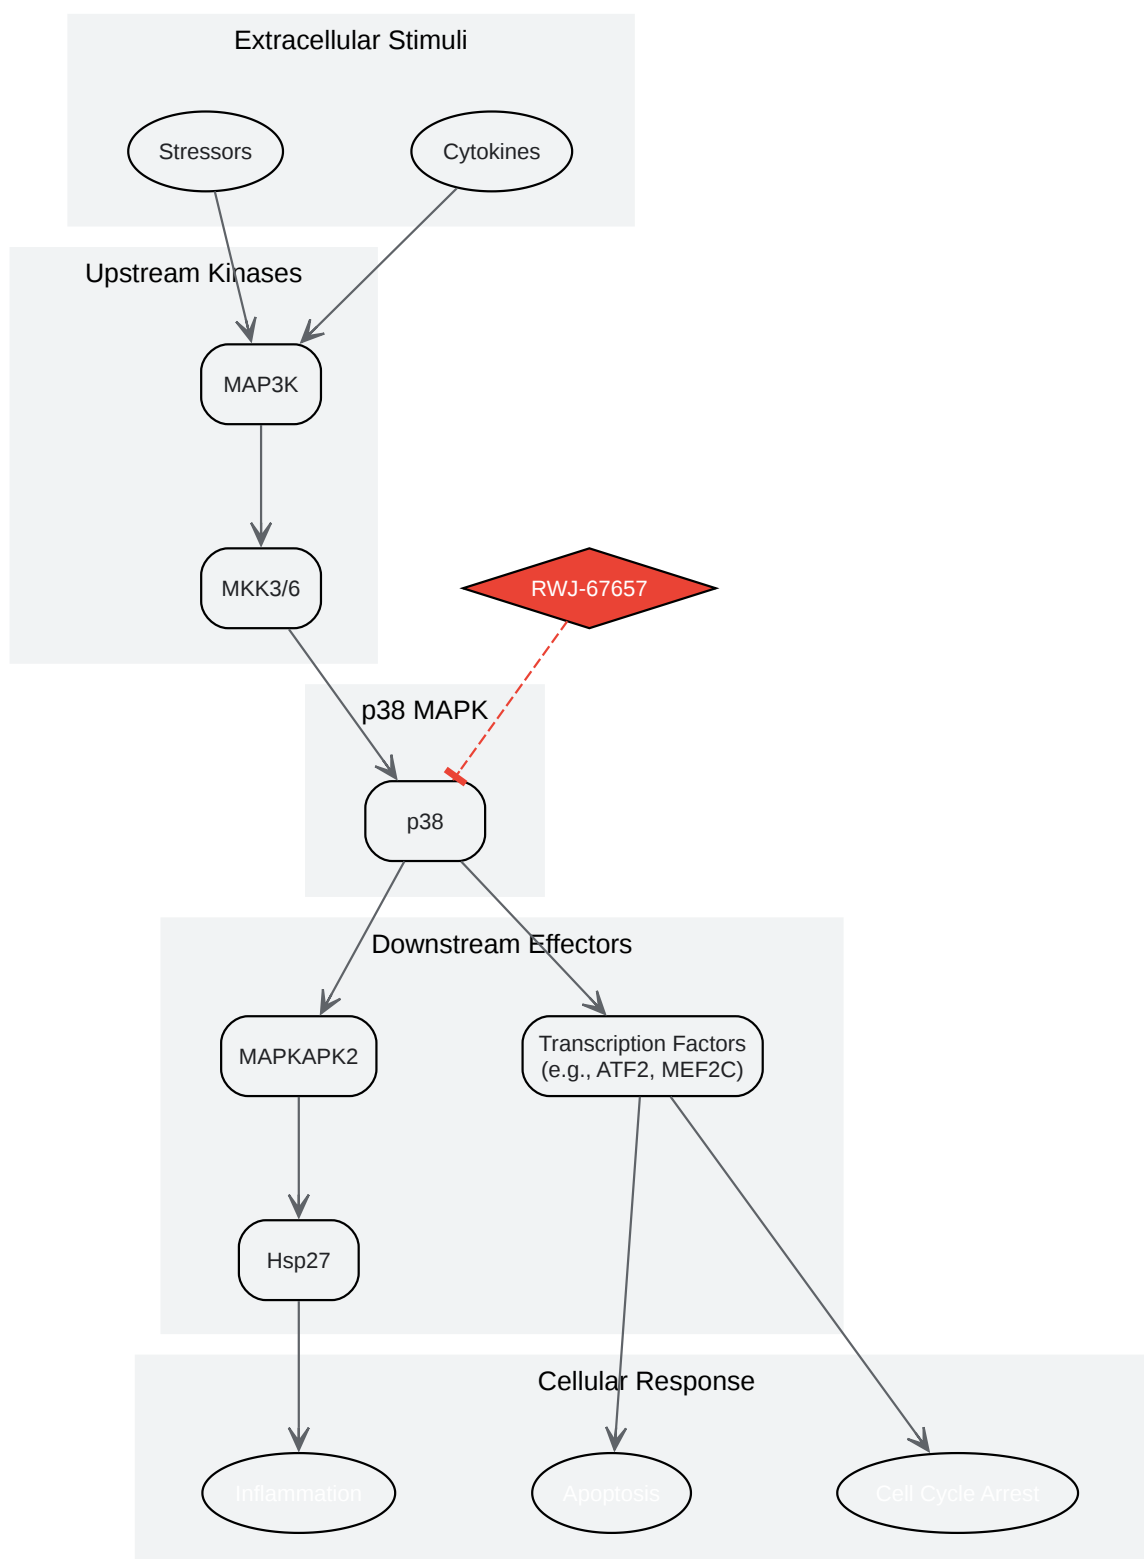 Extracellular Stimuli
Stressors
Cytokines
Upstream Kinases
MAP3K
MKK3/6
RWJ-67657
p38 MAPK
p38
Downstream Effectors
MAPKAPK2
Transcription Factors
(e.g., ATF2, MEF2C)
Hsp27
Cellular Response
Inflammation
Apoptosis
Cell Cycle Arrest